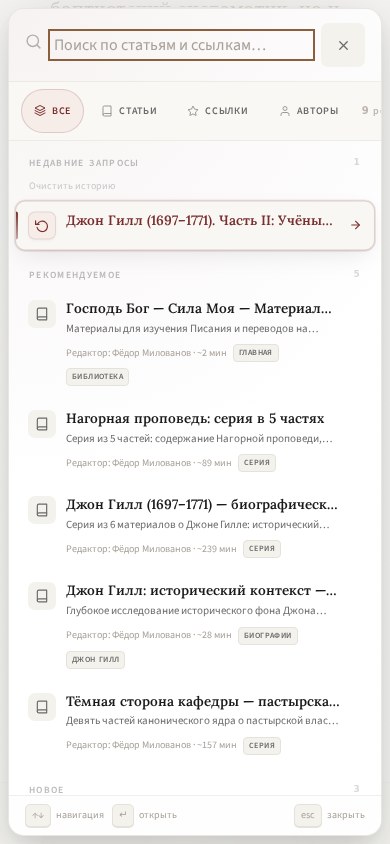 Поиск по статьям и ссылкам...
ВСЕ СТАТЬИ ССЫЛКИ АВТОРЫ 9
НЕДАВНИЕ ЗАПРОСЫ 1
Очистить историю
Джон Гилл (1697–1771). Часть II: Учёны...
РЕКОМЕНДУЕМОЕ 5
Господь Бог — Сила Моя — Материал...
Материалы для изучения Писания и переводов на...
Редактор: Фёдор Милованов · ~2 мин ГЛАВНАЯ
БИБЛИОТЕКА
Нагорная проповедь: серия в 5 частях
Серия из 5 частей: содержание Нагорной проповеди,...
Редактор: Фёдор Милованов · ~89 мин СЕРИЯ
Джон Гилл (1697–1771) — биографическ...
Серия из 6 материалов о Джоне Гилле: исторический...
Редактор: Фёдор Милованов · ~239 мин СЕРИЯ
Джон Гилл: исторический контекст —...
Глубокое исследование исторического фона Джона...
Редактор: Фёдор Милованов · ~28 мин БИОГРАФИИ
ДЖОН ГИЛЛ
Тёмная сторона кафедры — пастырска...
Девять частей канонического ядра о пастырской влас...
Редактор: Фёдор Милованов · ~157 мин СЕРИЯ
НОВОЕ 3
↑↓ навигация ↵ открыть esc закрыть